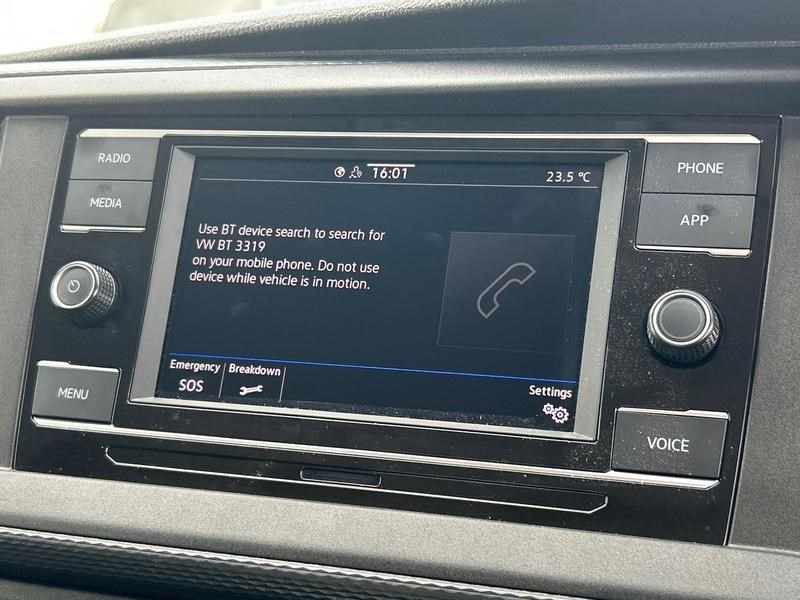 RADIO
MEDIA
MENU
16:01
23.5 °C
Use BT device search to search for
VW BT 3319
on your mobile phone. Do not use
device while vehicle is in motion.
Emergency
SOS
Breakdown
Settings
PHONE
APP
VOICE